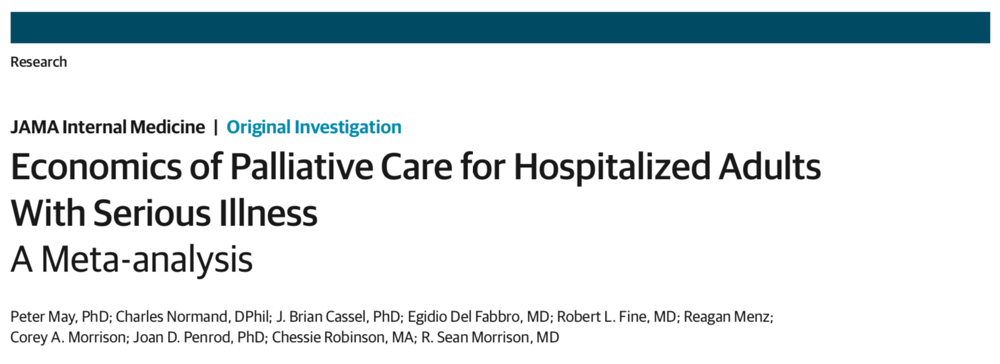 Research
JAMA Internal Medicine | Original Investigation
Economics of Palliative Care for Hospitalized Adults
With Serious Illness
A Meta-analysis
Peter May, PhD; Charles Normand, DPhil; J. Brian Cassel, PhD; Egidio Del Fabbro, MD; Robert L. Fine, MD; Reagan Menz;
Corey A. Morrison; Joan D. Penrod, PhD; Chessie Robinson, MA; R. Sean Morrison, MD